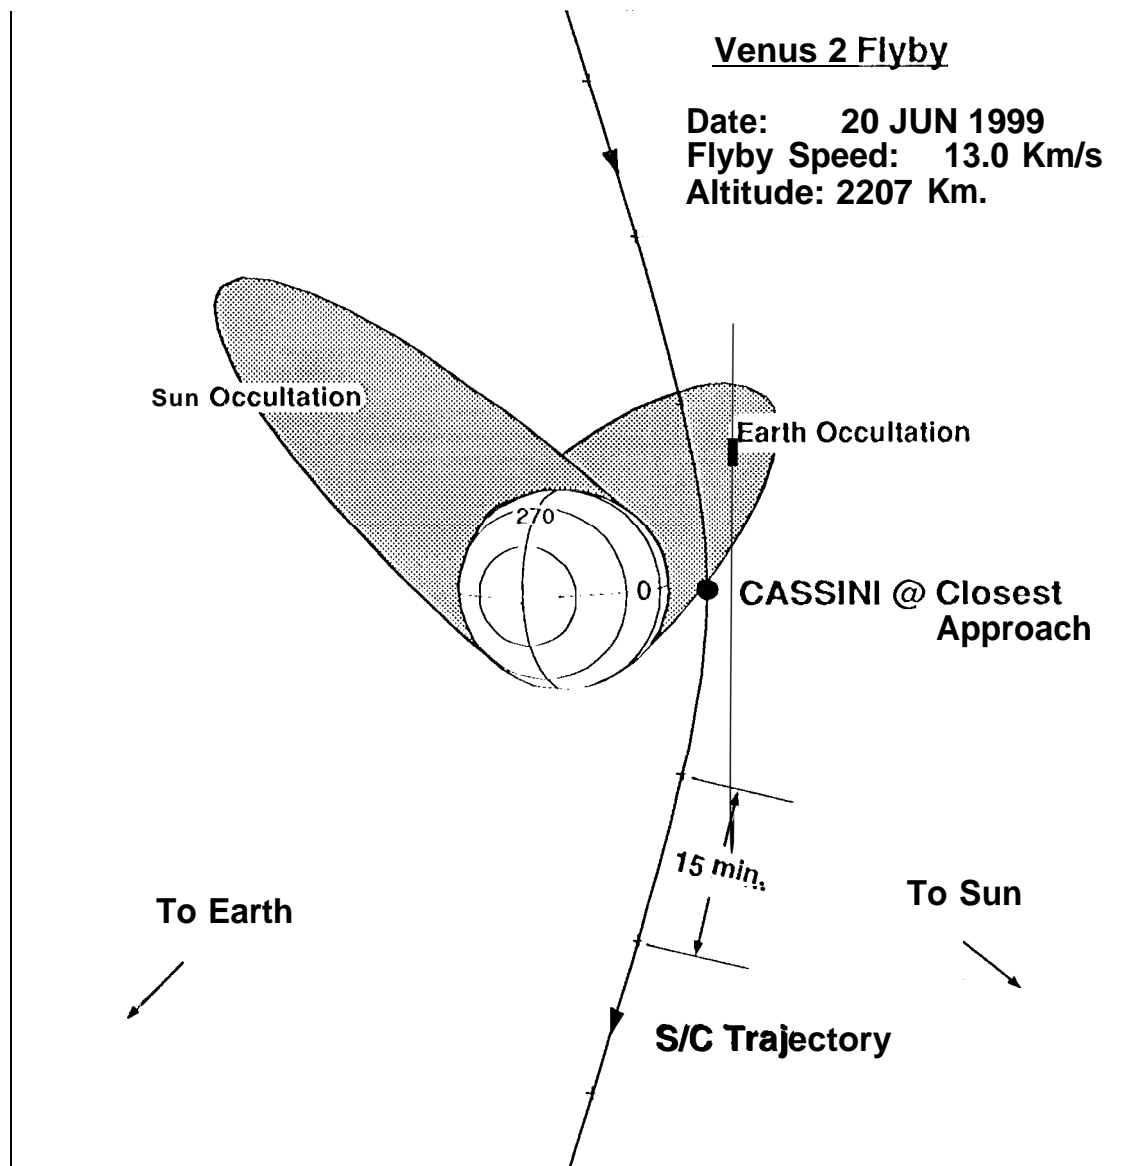 Venus 2 Flyby
Date: 20 JUN 1999
Flyby Speed: 13.0 Km/s
Altitude: 2207 Km.
Sun Occultation
Earth Occultation
270
0
CASSINI @ Closest
Approach
15 min.
To Earth
To Sun
S/C Trajectory